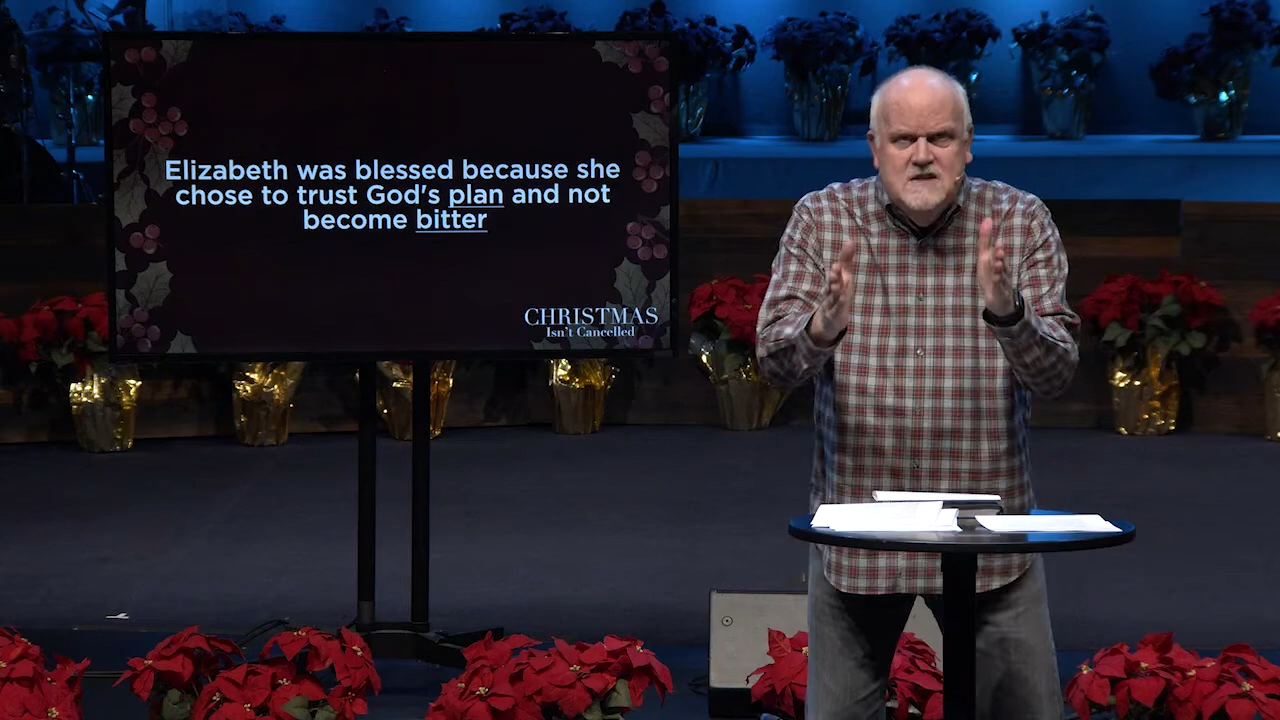 Elizabeth was blessed because she
chose to trust God's plan and not
become bitter
CHRISTMAS
Isn't Cancelled